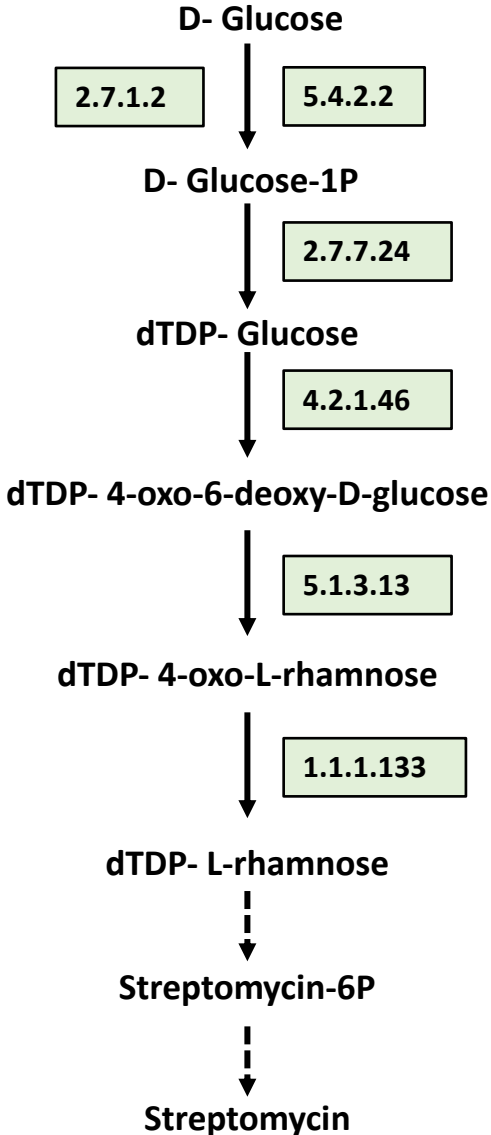 D- Glucose
2.7.1.2
5.4.2.2
D- Glucose-1P
2.7.7.24
dTDP- Glucose
4.2.1.46
dTDP- 4-oxo-6-deoxy-D-glucose
5.1.3.13
dTDP- 4-oxo-L-rhamnose
1.1.1.133
dTDP- L-rhamnose
Streptomycin-6P
Streptomycin